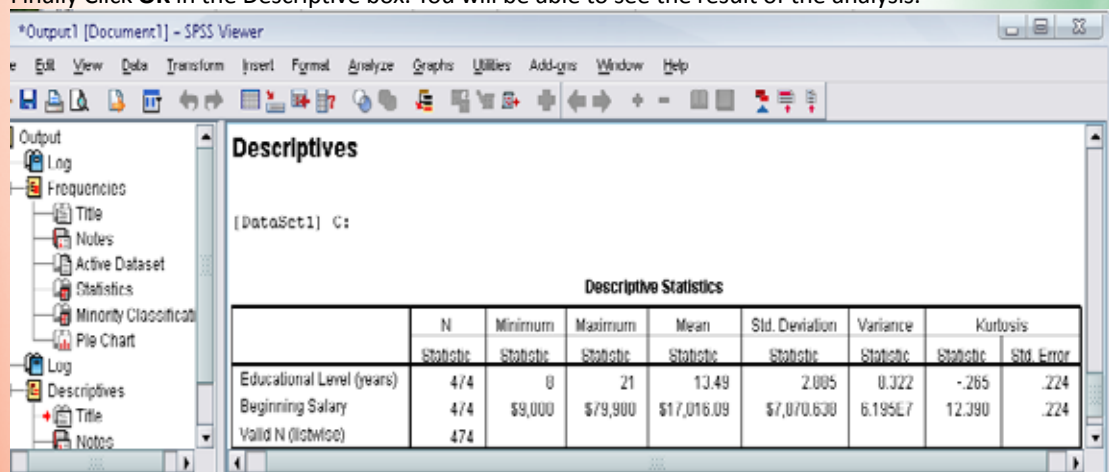 Finally Click OK in the Descriptive box. You will be able to see the result of the analysis.
*Output1 [Document1] - SPSS Viewer
Edit View Data Transform Insert Format Analyze Graphs Utilities Add-ons Window Help
Output
Log
Frequencies
Title
Notes
Active Dataset
Statistics
Minority Classificati
Pie Chart
Log
Descriptives
Title
Notes
Descriptives
[DataSet1] C:
Descriptive Statistics
N Minimum Maximum Mean Std. Deviation Variance Kurtosis
Statistic Statistic Statistic Statistic Statistic Statistic Statistic Std. Error
Educational Level (years) 474 8 21 13.49 2.885 8.322 -.265 .224
Beginning Salary 474 $9,000 $79,980 $17,016.09 $7,870.638 6.195E7 12.390 .224
Valid N (listwise) 474